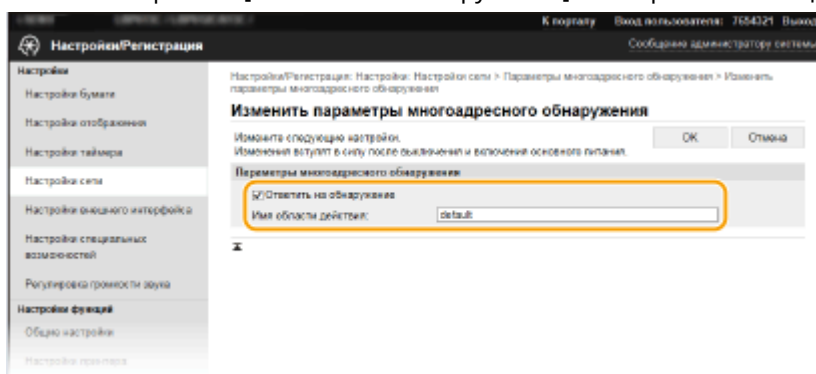 К порталу Вход пользователя: 7654321 Выход
Настройки/Регистрация
Сообщение администратору системы
Настройки
Настройки бумаги
Настройки отображения
Настройки таймера
Настройки сети
Настройки внешнего интерфейса
Настройки специальных
возможностей
Регулировка громкости звука
Настройки функций
Общие настройки
Настройки принтера
Настройки/Регистрация: Настройки: Настройки сети > Параметры многоадресного обнаружения > Изменить
параметры многоадресного обнаружения
Изменить параметры многоадресного обнаружения
Измените следующие настройки.
Изменения вступят в силу после выключения и включения основного питания.
OK Отмена
Параметры многоадресного обнаружения
Ответить на обнаружение
Имя области действия: default